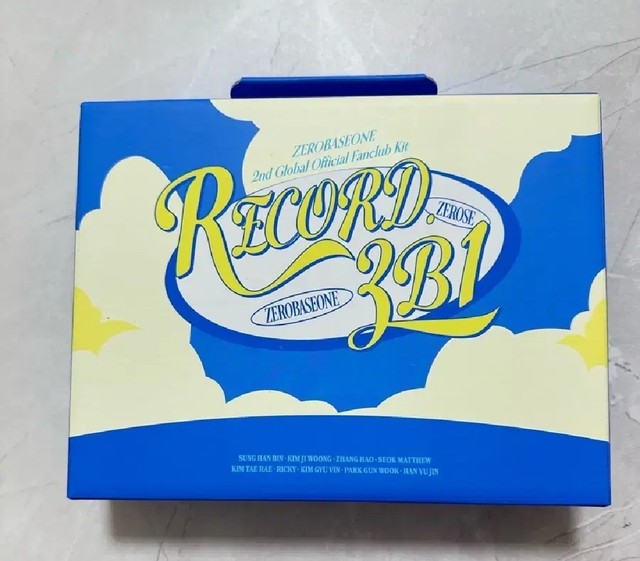 ZEROBASEONE
2nd Global Official Fanclub Kit
RECORD.
ZEROSE
ZB1
ZEROBASEONE
SUNG HAN BIN · KIM JI WOONG · ZHANG HAO · SEOK MATTHEW
KIM TAE RAE · RICKY · KIM GYU VIN · PARK GUN WOOK · HAN YU JIN